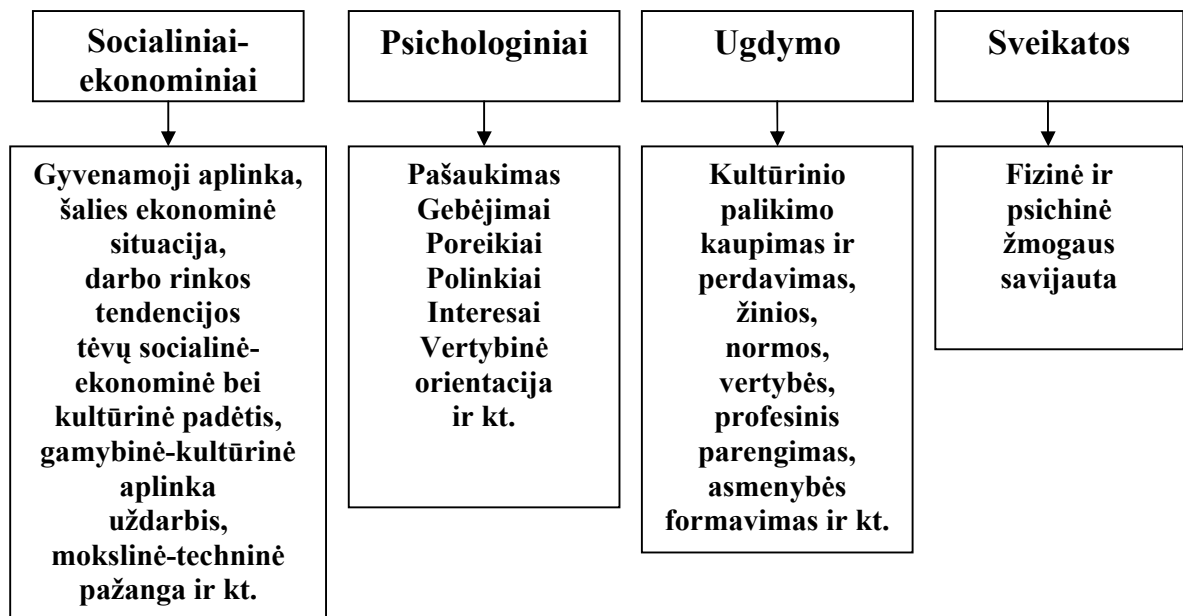 Socialiniai-
ekonominiai
Psichologiniai
Ugdymo
Sveikatos
Gyvenamoji aplinka,
šalies ekonominė
situacija,
darbo rinkos
tendencijos
tėvų socialinė-
ekonominė bei
kultūrinė padėtis,
gamybinė-kultūrinė
aplinka
uždarbis,
mokslinė-techninė
pažanga ir kt.
Pašaukimas
Gebėjimai
Poreikiai
Polinkiai
Interesai
Vertybinė
orientacija
ir kt.
Kultūrinio
palikimo
kaupimas ir
perdavimas,
žinios,
normos,
vertybės,
profesinis
parengimas,
asmenybės
formavimas ir kt.
Fizinė ir
psichinė
žmogaus
savijauta